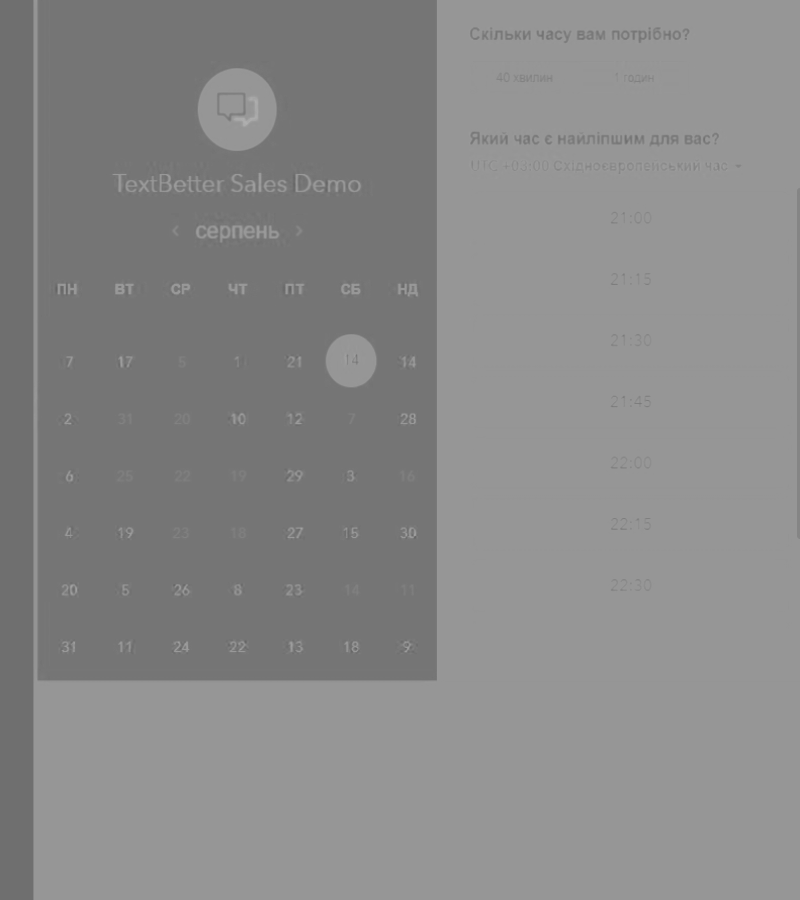 TextBetter Sales Demo
серпень
ПН ВТ СР ЧТ ПТ СБ НД
7 17 21 14 14
2 31 20 10 12 7 28
6 25 22 19 29 3 16
4 19 23 18 27 15 30
20 5 26 8 23 14 11
31 11 24 22 13 18 9
Скільки часу вам потрібно?
40 хвилин 1 годин
Який час є найліпшим для вас?
UTC +03:00 Східноєвропейський час
21:00
21:15
21:30
21:45
22:00
22:15
22:30